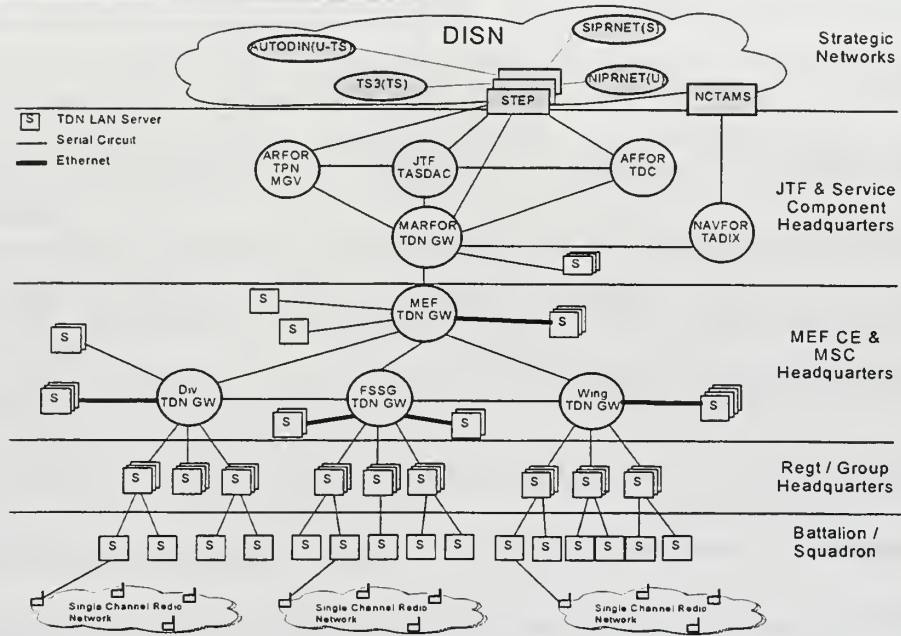 DISN
AUTODIN(U-TS)
SIPRNET(S)
TS3(TS)
NIPRNET(U)
STEP
NCTAMS
Strategic
Networks
S TDN LAN Server
Serial Circuit
Ethernet
ARFOR
TPN
MGV
JTF
TASDAC
AFFOR
TDC
MARFOR
TDN GW
NAVFOR
TADIX
S
JTF & Service
Component
Headquarters
MEF
TDN GW
S
S
S
S
MEF CE &
MSC
Headquarters
Div
TDN GW
FSSG
TDN GW
Wing
TDN GW
S
S
S
S
S S S S S S S S S
Regt / Group
Headquarters
S S S S S S S S S S S S S S S
Battalion /
Squadron
Single Channel Radio
Network
Single Channel Radio
Network
Single Channel Radio
Network